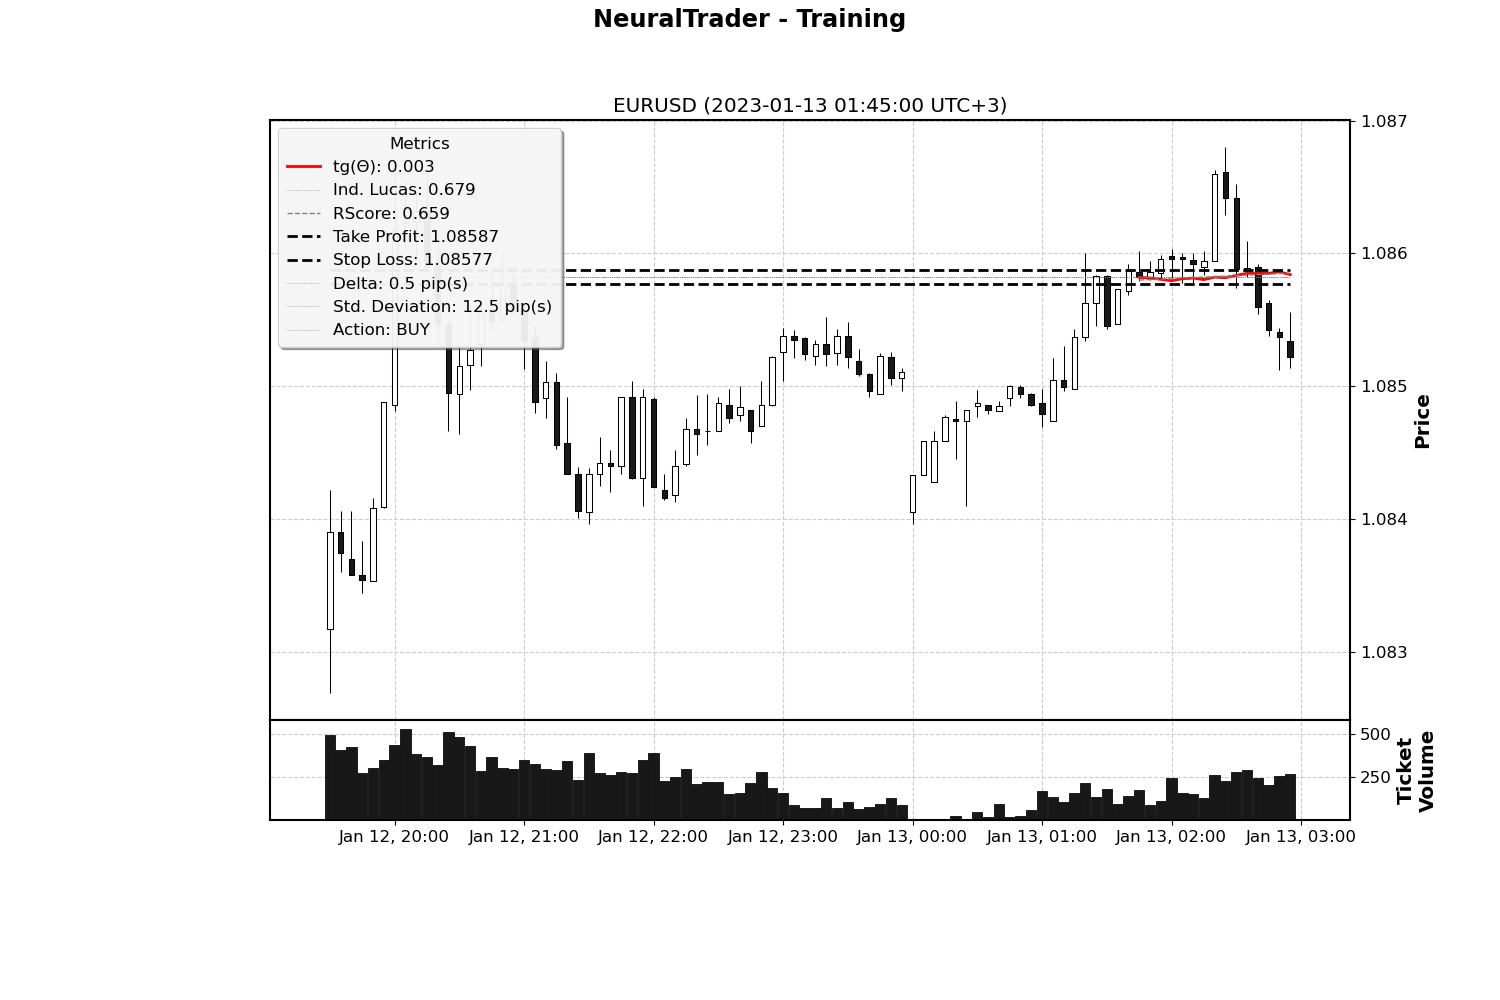 NeuralTrader - Training
EURUSD (2023-01-13 01:45:00 UTC+3)
Metrics
tg(Θ): 0.003
Ind. Lucas: 0.679
RScore: 0.659
Take Profit: 1.08587
Stop Loss: 1.08577
Delta: 0.5 pip(s)
Std. Deviation: 12.5 pip(s)
Action: BUY
1.087
1.086
1.085
1.084
1.083
Price
500
250
Ticket
Volume
Jan 12, 20:00
Jan 12, 21:00
Jan 12, 22:00
Jan 12, 23:00
Jan 13, 00:00
Jan 13, 01:00
Jan 13, 02:00
Jan 13, 03:00